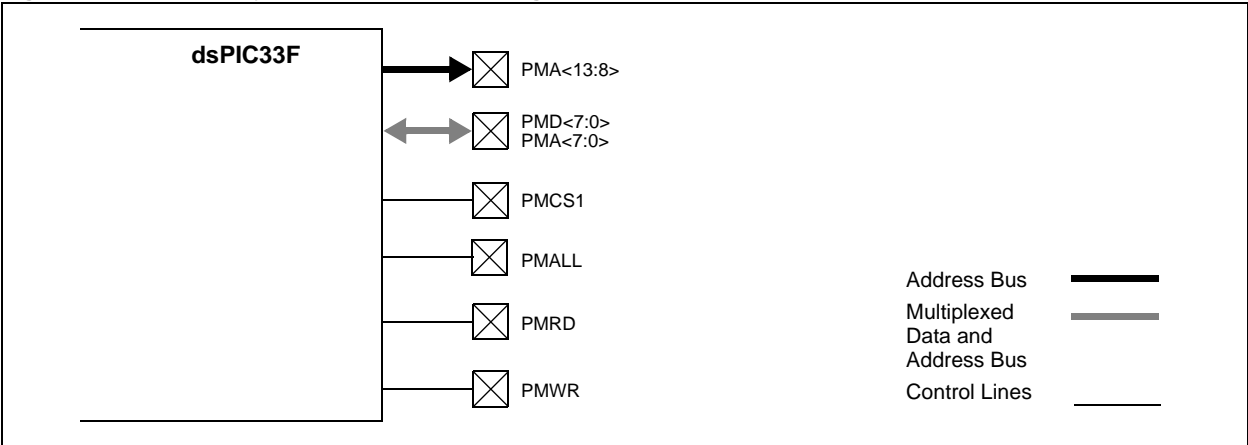 dsPIC33F
PMA<13:8>
PMD<7:0>
PMA<7:0>
PMCS1
PMALL
PMRD
PMWR
Address Bus
Multiplexed
Data and
Address Bus
Control Lines